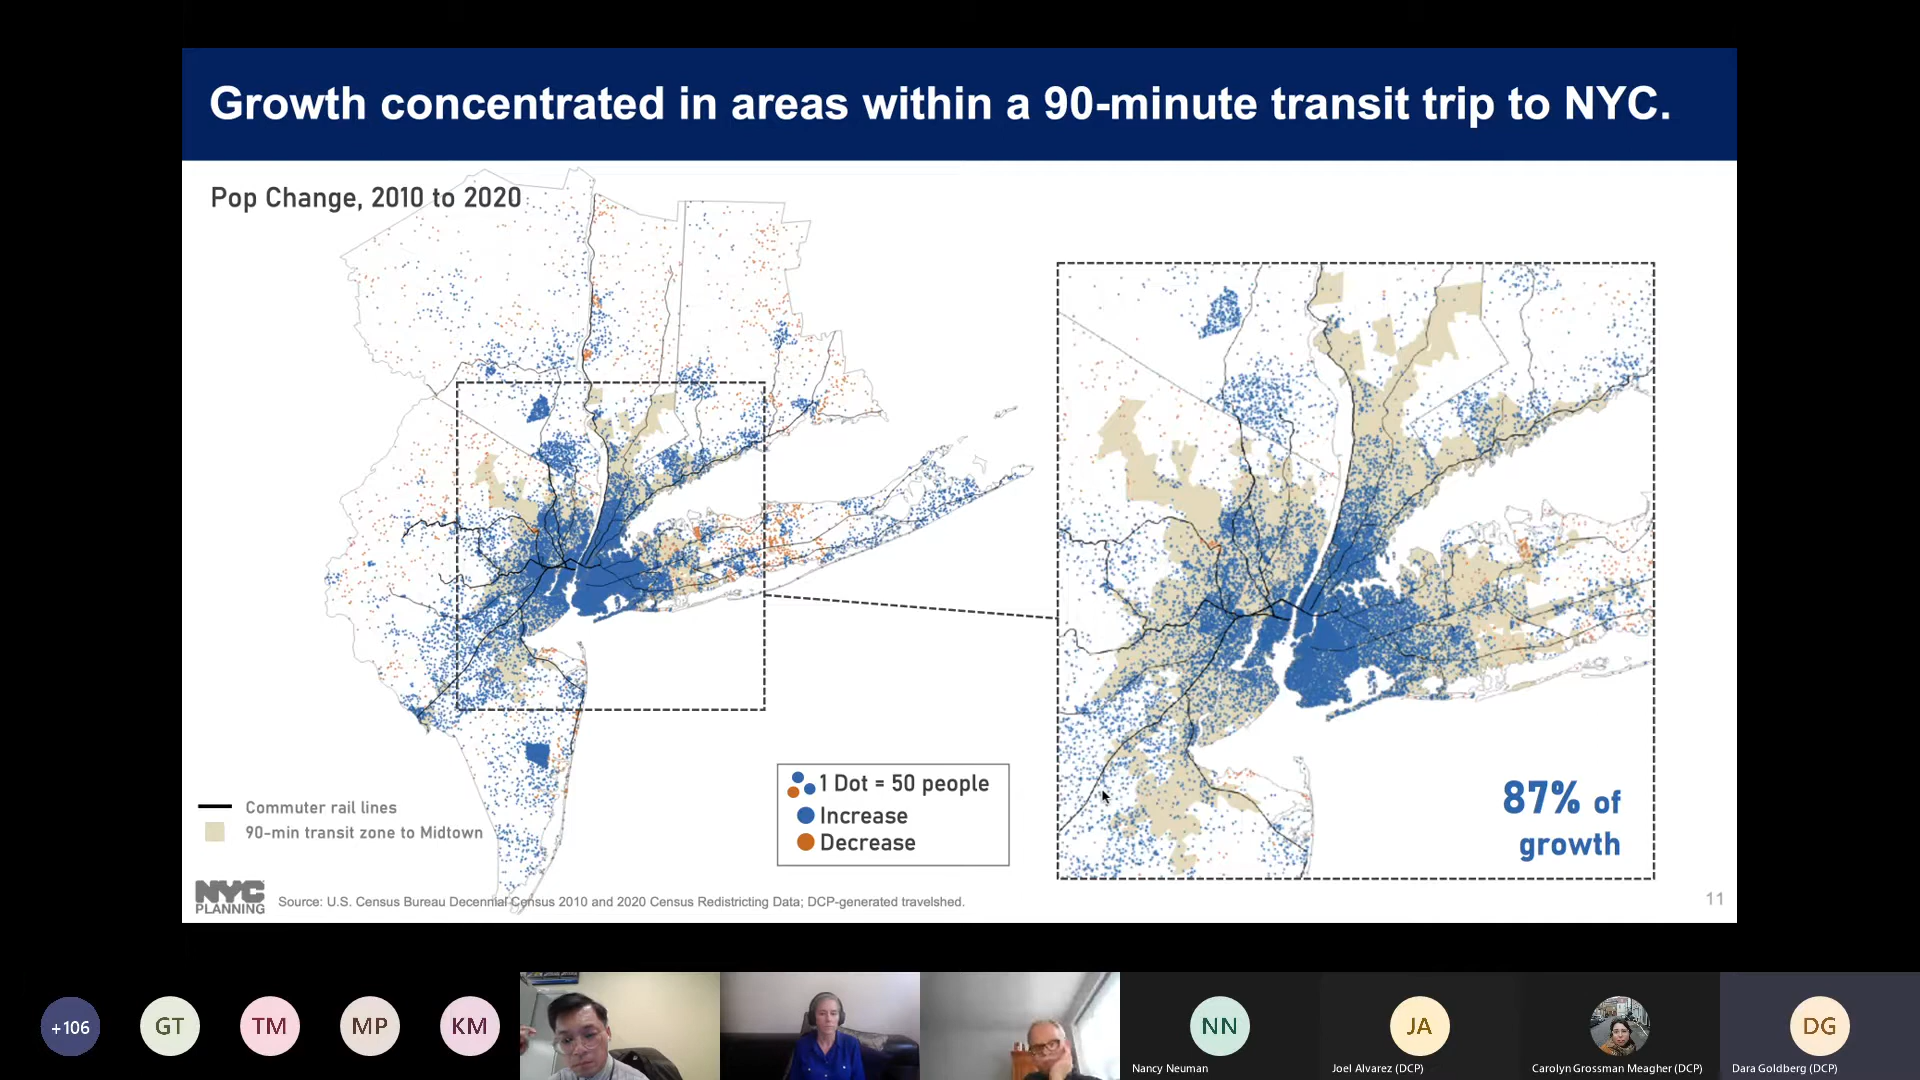 Growth concentrated in areas within a 90-minute transit trip to NYC.
Pop Change, 2010 to 2020
1 Dot = 50 people
Increase
Decrease
Commuter rail lines
90-min transit zone to Midtown
87% of
growth
NYC
PLANNING
Source: U.S. Census Bureau Decennial Census 2010 and 2020 Census Redistricting Data; DCP-generated travelshed.
11
+106
GT
TM
MP
KM
NN
Nancy Neuman
JA
Joel Alvarez (DCP)
Carolyn Grossman Meagher (DCP)
DG
Dara Goldberg (DCP)